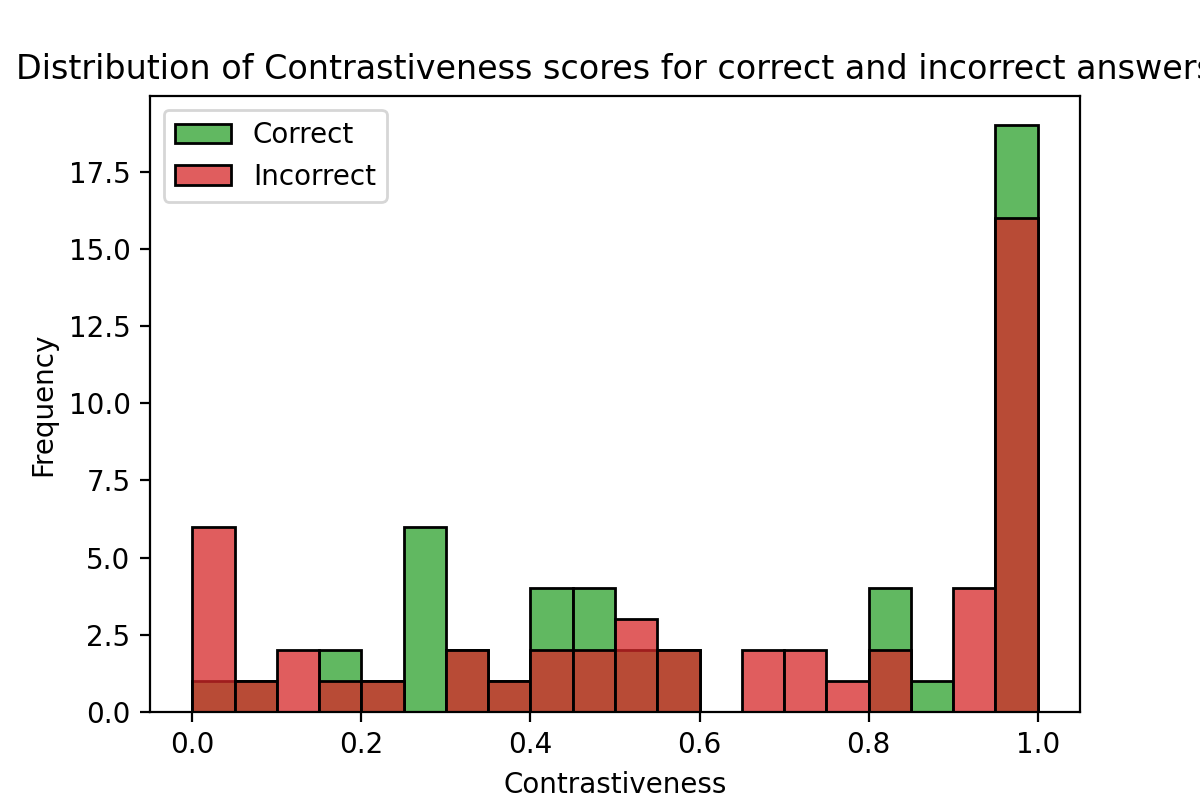 Distribution of Contrastiveness scores for correct and incorrect answers
Correct
Incorrect
17.5
15.0
12.5
10.0
7.5
5.0
2.5
0.0
Frequency
0.0 0.2 0.4 0.6 0.8 1.0
Contrastiveness